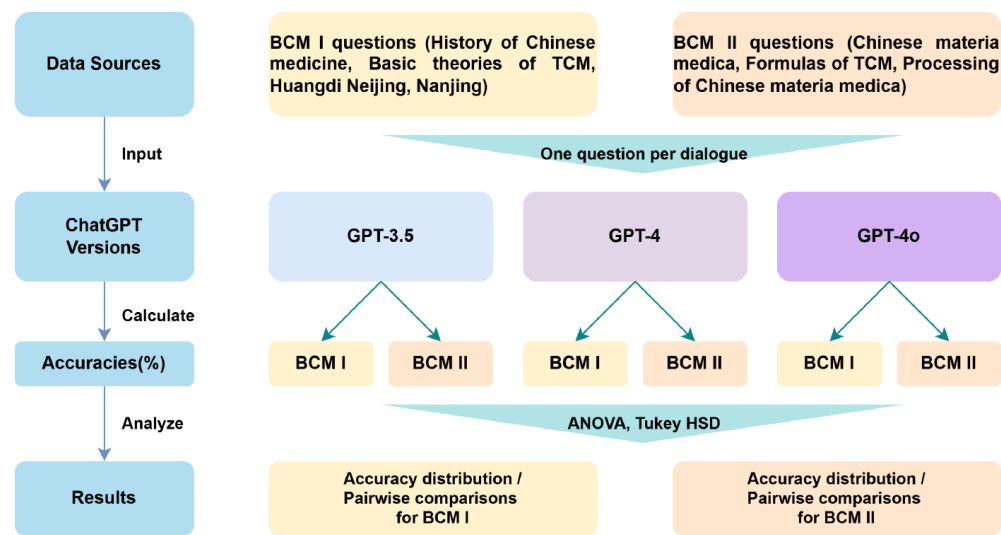 Data Sources
BCM I questions (History of Chinese
medicine, Basic theories of TCM,
Huangdi Neijing, Nanjing)
BCM II questions (Chinese materia
medica, Formulas of TCM, Processing
of Chinese materia medica)
Input
One question per dialogue
ChatGPT
Versions
GPT-3.5
GPT-4
GPT-4o
Calculate
Accuracies(%)
BCM I
BCM II
BCM I
BCM II
BCM I
BCM II
Analyze
ANOVA, Tukey HSD
Results
Accuracy distribution /
Pairwise comparisons
for BCM I
Accuracy distribution /
Pairwise comparisons
for BCM II